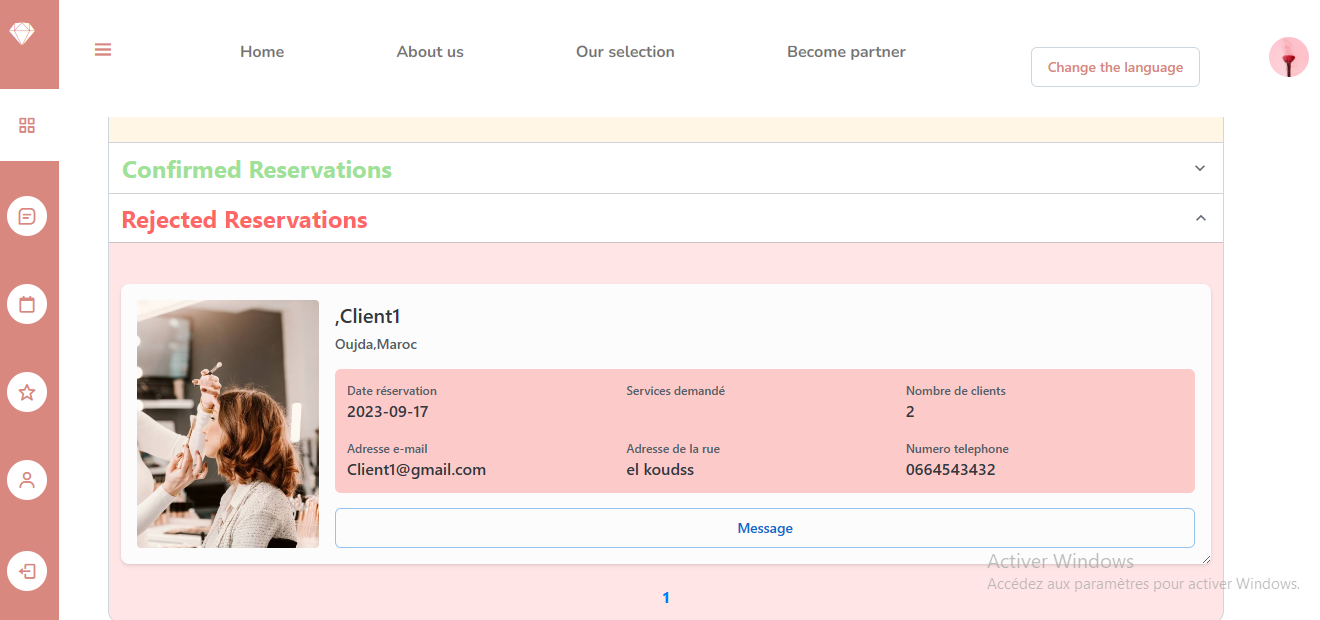 Home About us Our selection Become partner Change the language
Confirmed Reservations
Rejected Reservations
,Client1
Oujda,Maroc
Date réservation Services demandé Nombre de clients
2023-09-17 2
Adresse e-mail Adresse de la rue Numero telephone
Client1@gmail.com el koudss 0664543432
Message
Activer Windows
Accédez aux paramètres pour activer Windows.
1